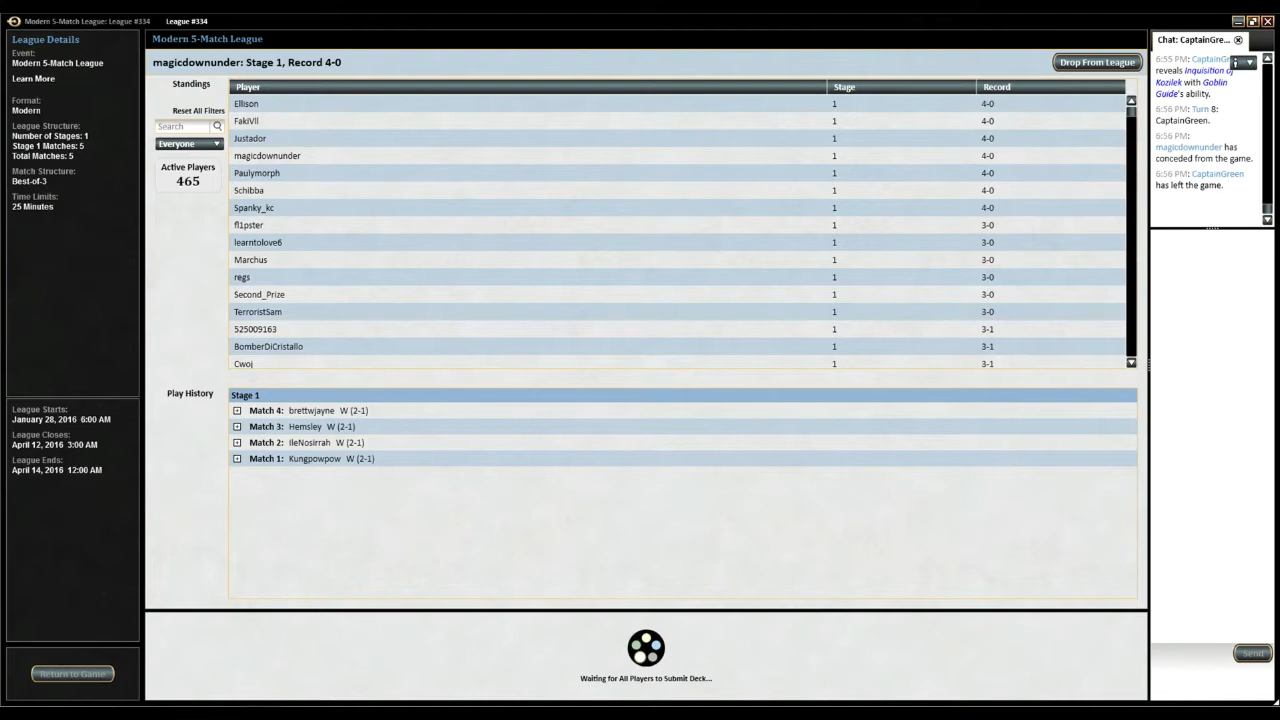 Modern 5-Match League: League #334 League #334
League Details
Event:
Modern 5-Match League
Learn More
Format:
Modern
League Structure:
Number of Stages: 1
Stage 1 Matches: 5
Total Matches: 5
Match Structure:
Best-of-3
Time Limits:
25 Minutes
League Starts:
January 28, 2016 6:00 AM
League Closes:
April 12, 2016 3:00 AM
League Ends:
April 14, 2016 12:00 AM
Return to Game
Modern 5-Match League
magicdownunder: Stage 1, Record 4-0
Drop From League
Standings
Reset All Filters
Search
Everyone
Active Players
465
Player Stage Record
Ellison 1 4-0
FakiVll 1 4-0
Justador 1 4-0
magicdownunder 1 4-0
Paulymorph 1 4-0
Schibba 1 4-0
Spanky_kc 1 4-0
fl1pster 1 3-0
learntolove6 1 3-0
Marchus 1 3-0
regs 1 3-0
Second_Prize 1 3-0
TerroristSam 1 3-0
525009163 1 3-1
BomberDiCristallo 1 3-1
Cwoj 1 3-1
Play History
Stage 1
Match 4: brettwjayne W (2-1)
Match 3: Hemsley W (2-1)
Match 2: IleNosirrah W (2-1)
Match 1: Kungpowpow W (2-1)
Waiting for All Players to Submit Deck...
Chat: CaptainGre...
6:55 PM: CaptainGr
reveals Inquisition of
Kozilek with Goblin
Guide's ability.
6:56 PM: Turn 8:
CaptainGreen.
6:56 PM:
magicdownunder has
conceded from the game.
6:56 PM: CaptainGreen
has left the game.
Send